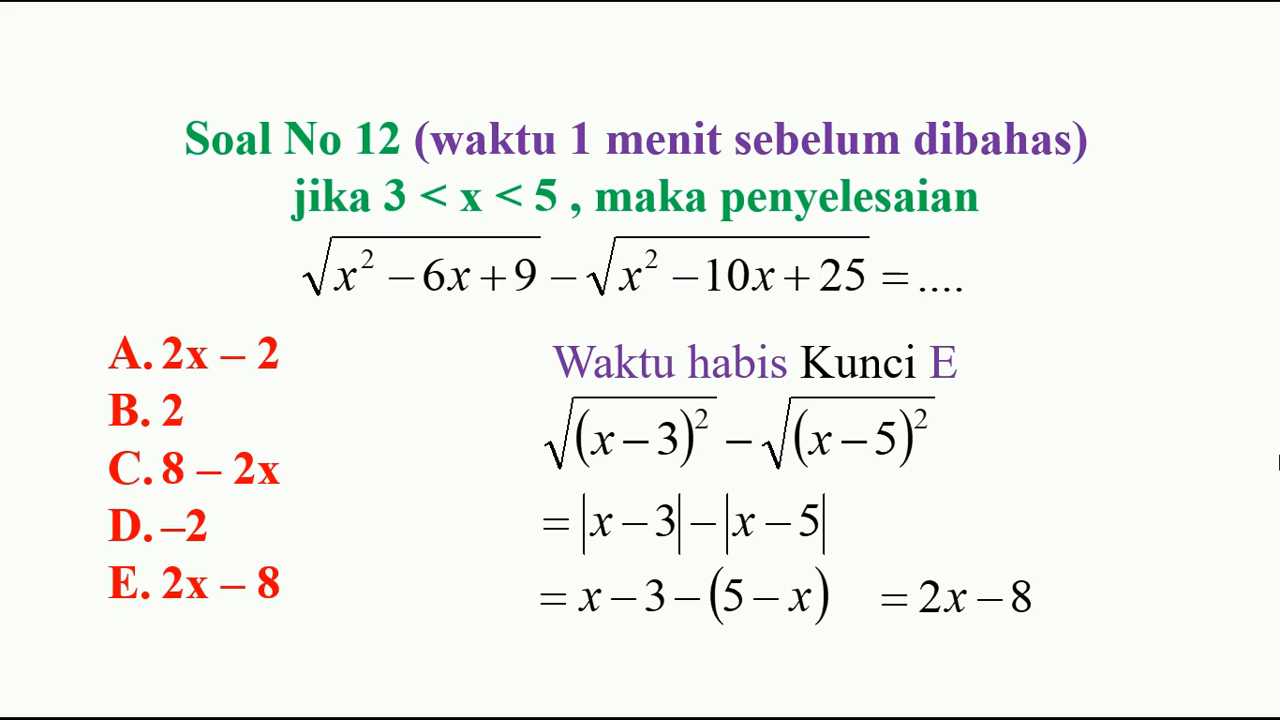 Soal No 12 (waktu 1 menit sebelum dibahas)
jika 3 < x < 5 , maka penyelesaian
√(x² − 6x + 9) − √(x² − 10x + 25) = ....
A. 2x – 2
B. 2
C. 8 – 2x
D. –2
E. 2x – 8
Waktu habis Kunci E
√((x − 3)²) − √((x − 5)²)
= |x − 3| − |x − 5|
= x − 3 − (5 − x) = 2x − 8